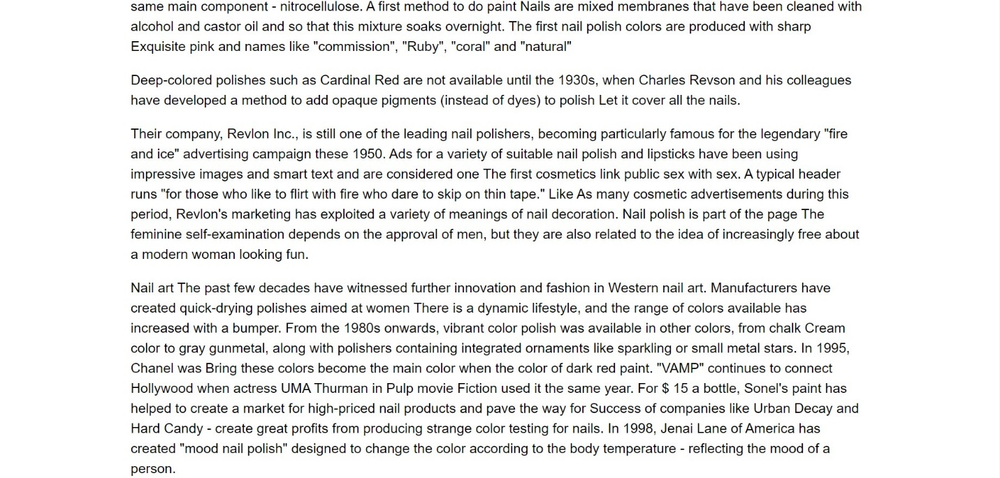 same main component - nitrocellulose. A first method to do paint Nails are mixed membranes that have been cleaned with
alcohol and castor oil and so that this mixture soaks overnight. The first nail polish colors are produced with sharp
Exquisite pink and names like "commission", "Ruby", "coral" and "natural"
Deep-colored polishes such as Cardinal Red are not available until the 1930s, when Charles Revson and his colleagues
have developed a method to add opaque pigments (instead of dyes) to polish Let it cover all the nails.
Their company, Revlon Inc., is still one of the leading nail polishers, becoming particularly famous for the legendary "fire
and ice" advertising campaign these 1950. Ads for a variety of suitable nail polish and lipsticks have been using
impressive images and smart text and are considered one The first cosmetics link public sex with sex. A typical header
runs "for those who like to flirt with fire who dare to skip on thin tape." Like As many cosmetic advertisements during this
period, Revlon's marketing has exploited a variety of meanings of nail decoration. Nail polish is part of the page The
feminine self-examination depends on the approval of men, but they are also related to the idea of increasingly free about
a modern woman looking fun.
Nail art The past few decades have witnessed further innovation and fashion in Western nail art. Manufacturers have
created quick-drying polishes aimed at women There is a dynamic lifestyle, and the range of colors available has
increased with a bumper. From the 1980s onwards, vibrant color polish was available in other colors, from chalk Cream
color to gray gunmetal, along with polishers containing integrated ornaments like sparkling or small metal stars. In 1995,
Chanel was Bring these colors become the main color when the color of dark red paint. "VAMP" continues to connect
Hollywood when actress UMA Thurman in Pulp movie Fiction used it the same year. For $ 15 a bottle, Sonel's paint has
helped to create a market for high-priced nail products and pave the way for Success of companies like Urban Decay and
Hard Candy - create great profits from producing strange color testing for nails. In 1998, Jenai Lane of America has
created "mood nail polish" designed to change the color according to the body temperature - reflecting the mood of a
person.